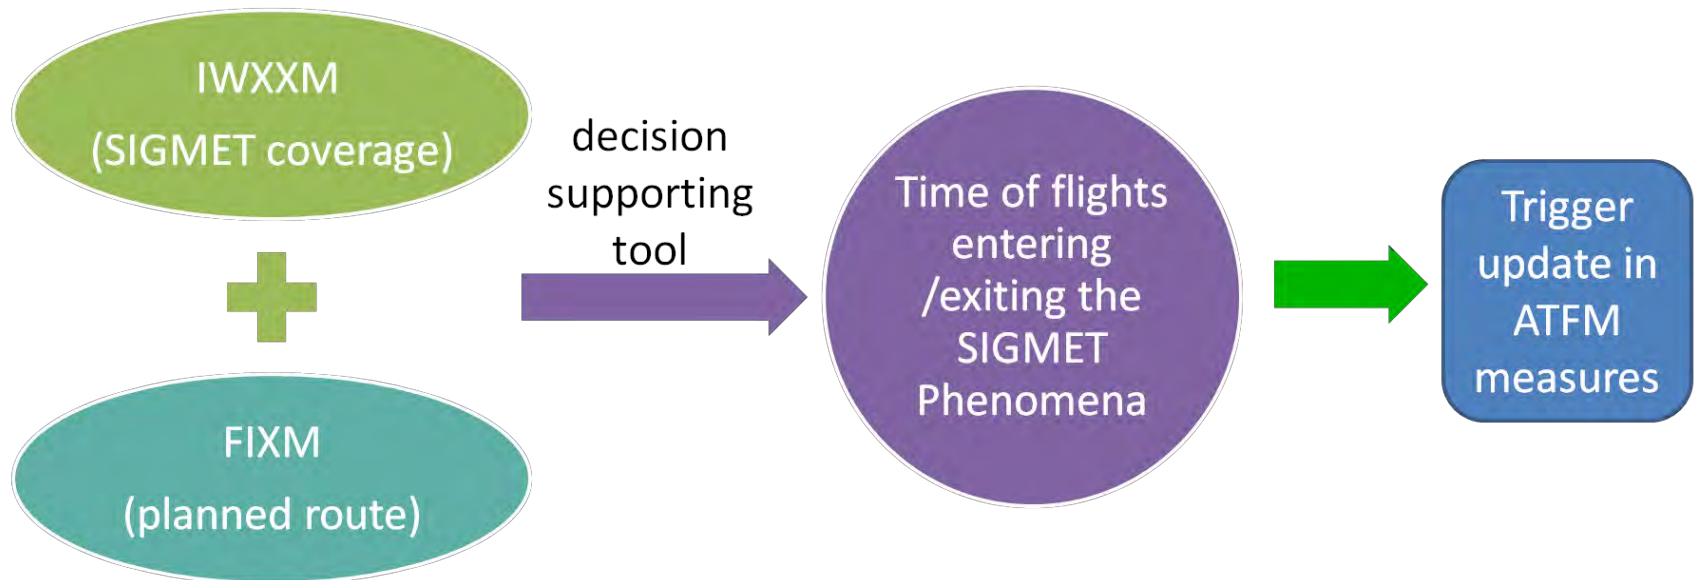 IWXXM
(SIGMET coverage)
FIXM
(planned route)
decision
supporting
tool
Time of flights
entering
/exiting the
SIGMET
Phenomena
Trigger
update in
ATFM
measures